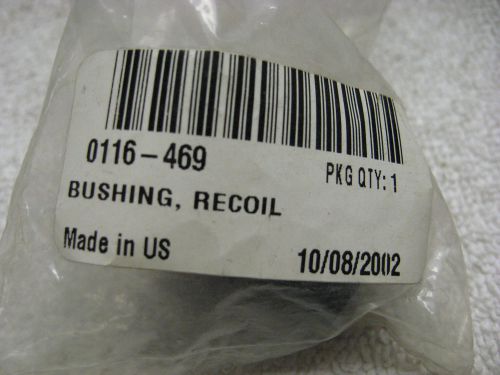 0116-469 PKG QTY: 1
BUSHING, RECOIL
Made in US 10/08/2002